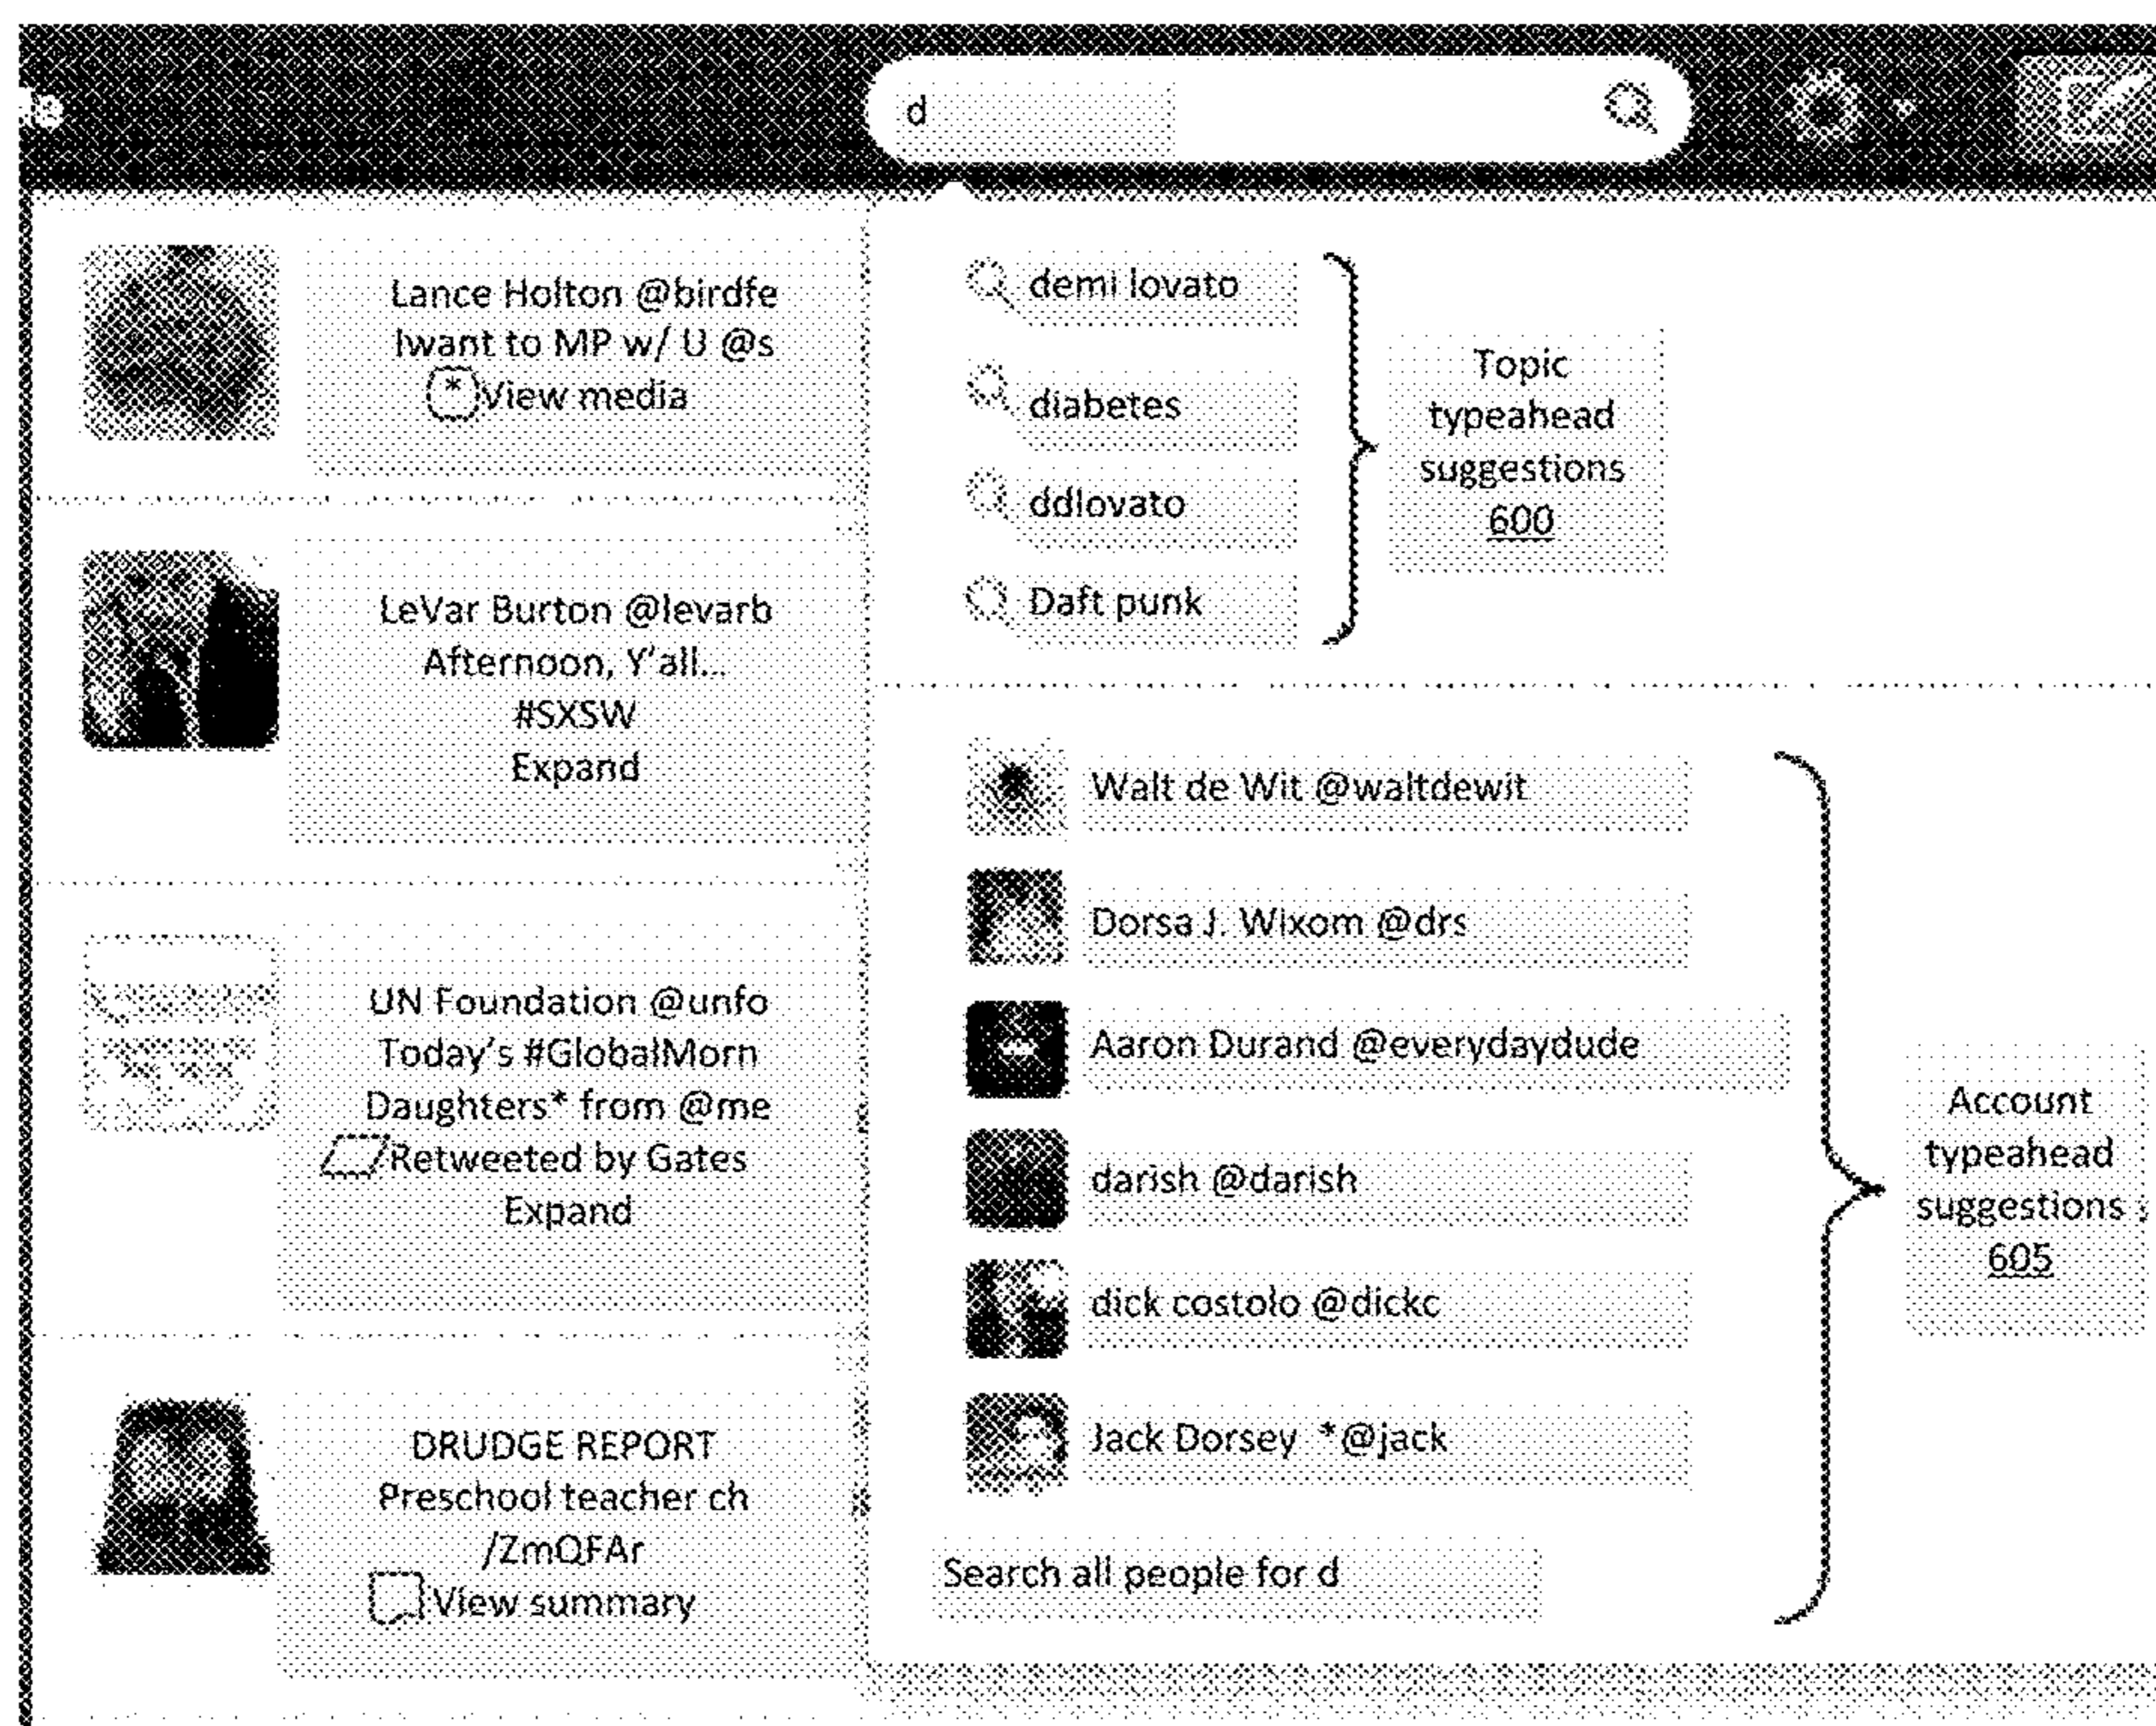 d
Lance Holton @birdfe
Iwant to MP w/ U @s
* View media
LeVar Burton @levarb
Afternoon, Y'all...
#SXSW
Expand
UN Foundation @unfo
Today's #GlobalMorn
Daughters* from @me
Retweeted by Gates
Expand
DRUDGE REPORT
Preschool teacher ch
/ZmQFAr
View summary
demi lovato
diabetes
ddlovato
Daft punk
Topic
typeahead
suggestions
600
Walt de Wit @waltdewit
Dorsa J. Wixom @drs
Aaron Durand @everydaydude
darish @darish
dick costolo @dickc
Jack Dorsey *@jack
Search all people for d
Account
typeahead
suggestions
605